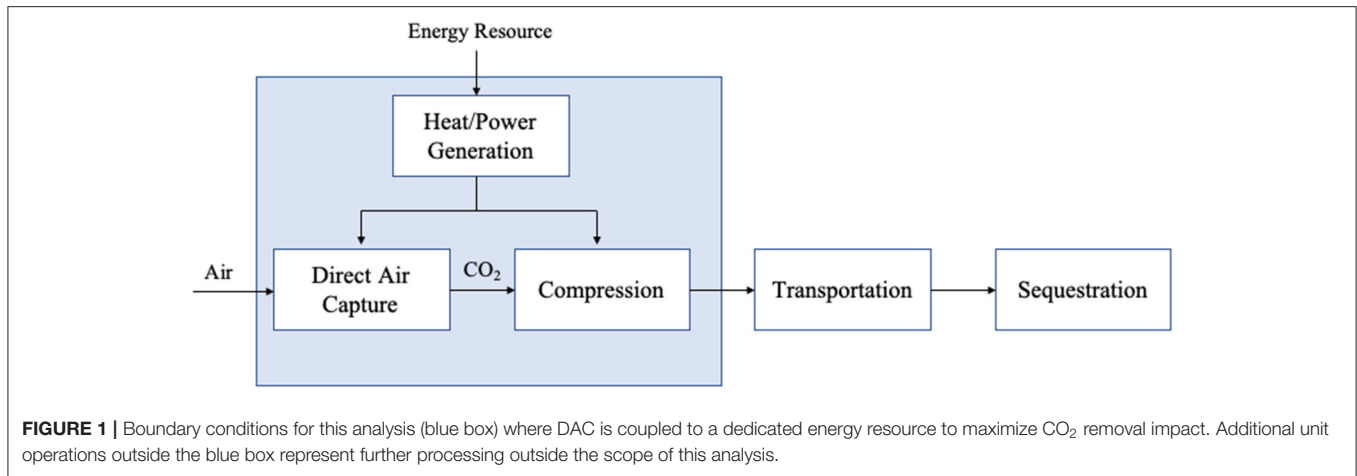 Energy Resource
Heat/Power
Generation
Air
Direct Air
Capture
CO₂
Compression
Transportation
Sequestration
FIGURE 1 | Boundary conditions for this analysis (blue box) where DAC is coupled to a dedicated energy resource to maximize CO₂ removal impact. Additional unit
operations outside the blue box represent further processing outside the scope of this analysis.